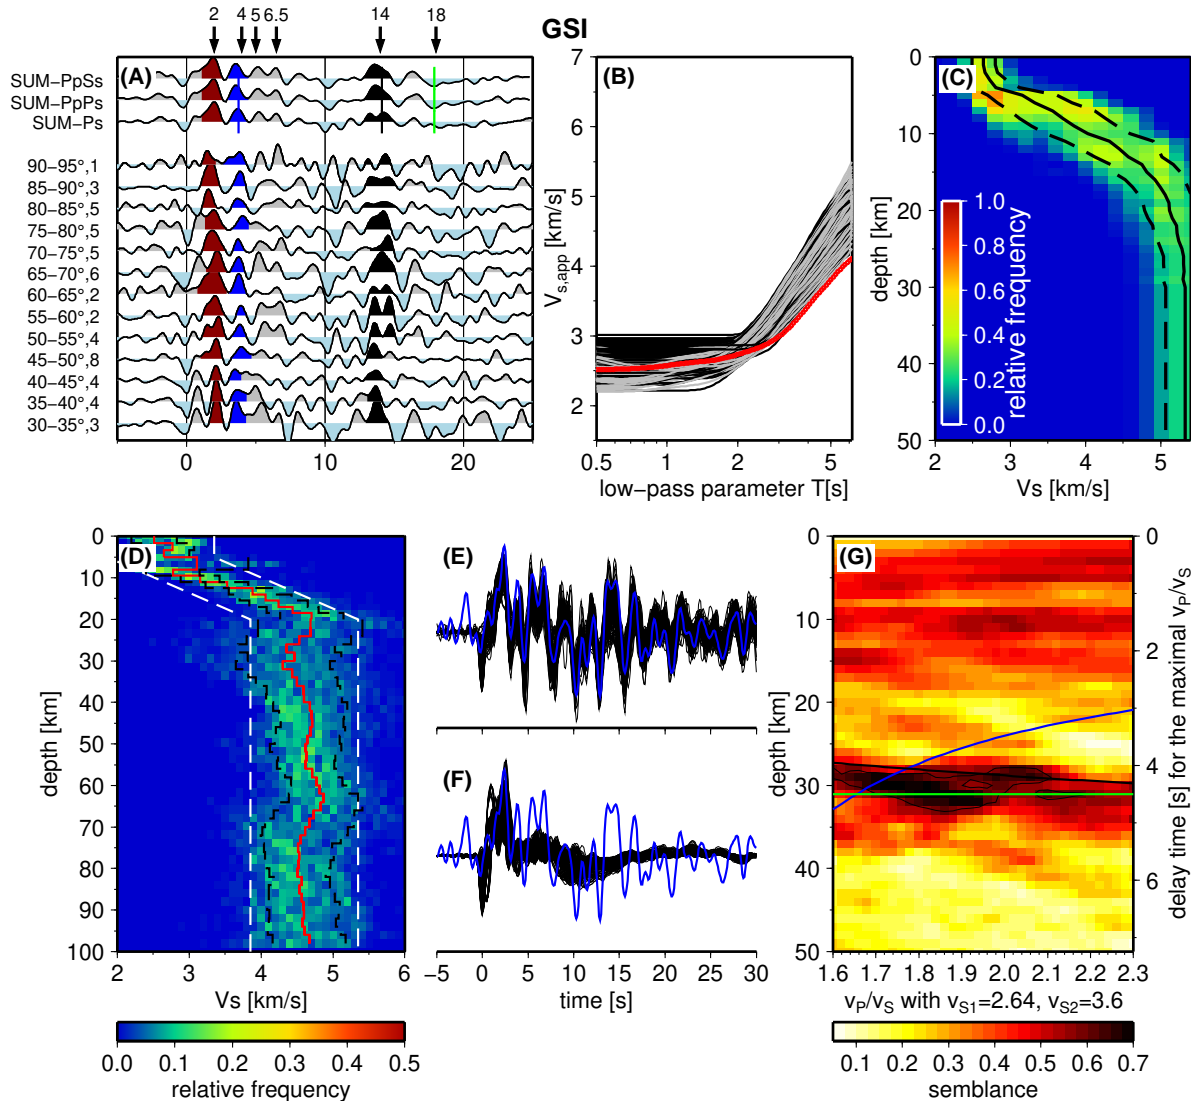 GSI
2 4 5 6.5 14 18
(A)
SUM−PpSs
SUM−PpPs
SUM−Ps
90−95°,1
85−90°,3
80−85°,5
75−80°,5
70−75°,5
65−70°,6
60−65°,2
55−60°,2
50−55°,4
45−50°,8
40−45°,4
35−40°,4
30−35°,3
0 10 20
(B)
7
6
5
4
3
2
Vs,app [km/s]
0.5 1 2 5
low−pass parameter T[s]
(C)
0
10
20
30
40
50
depth [km]
1.0
0.8
0.6
0.4
0.2
0.0
relative frequency
2 3 4 5
Vs [km/s]
(D)
0
10
20
30
40
50
60
70
80
90
100
depth [km]
2 3 4 5 6
Vs [km/s]
0.0 0.1 0.2 0.3 0.4 0.5
relative frequency
(E)
(F)
−5 0 5 10 15 20 25 30
time [s]
(G)
0
10
20
30
40
50
depth [km]
0
2
4
6
delay time [s] for the maximal vP/vS
1.6 1.7 1.8 1.9 2.0 2.1 2.2 2.3
vP/vS with vS1=2.64, vS2=3.6
0.1 0.2 0.3 0.4 0.5 0.6 0.7
semblance